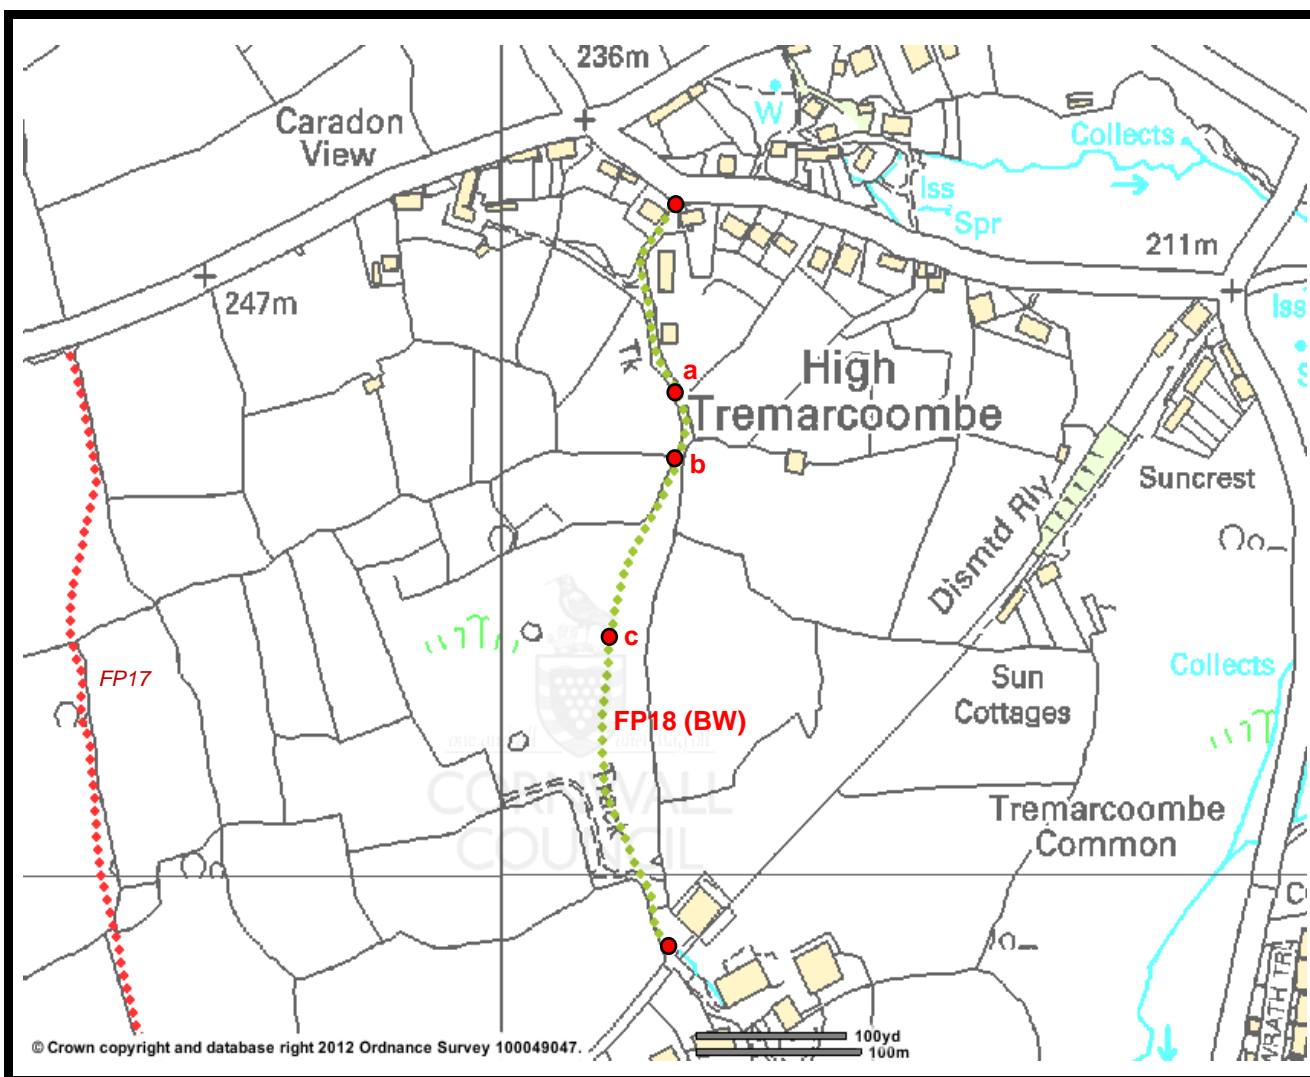 236m
Caradon
View
W
Collects
Iss
Spr
211m
247m
Iss
Tk
a
High
Tremarcoombe
b
Suncrest
Dismtd Rly
c
FP17
Sun
Cottages
Collects
FP18 (BW)
Track
CORNWALL
COUNCIL
Tremarcoombe
Common
© Crown copyright and database right 2012 Ordnance Survey 100049047.
100yd
100m